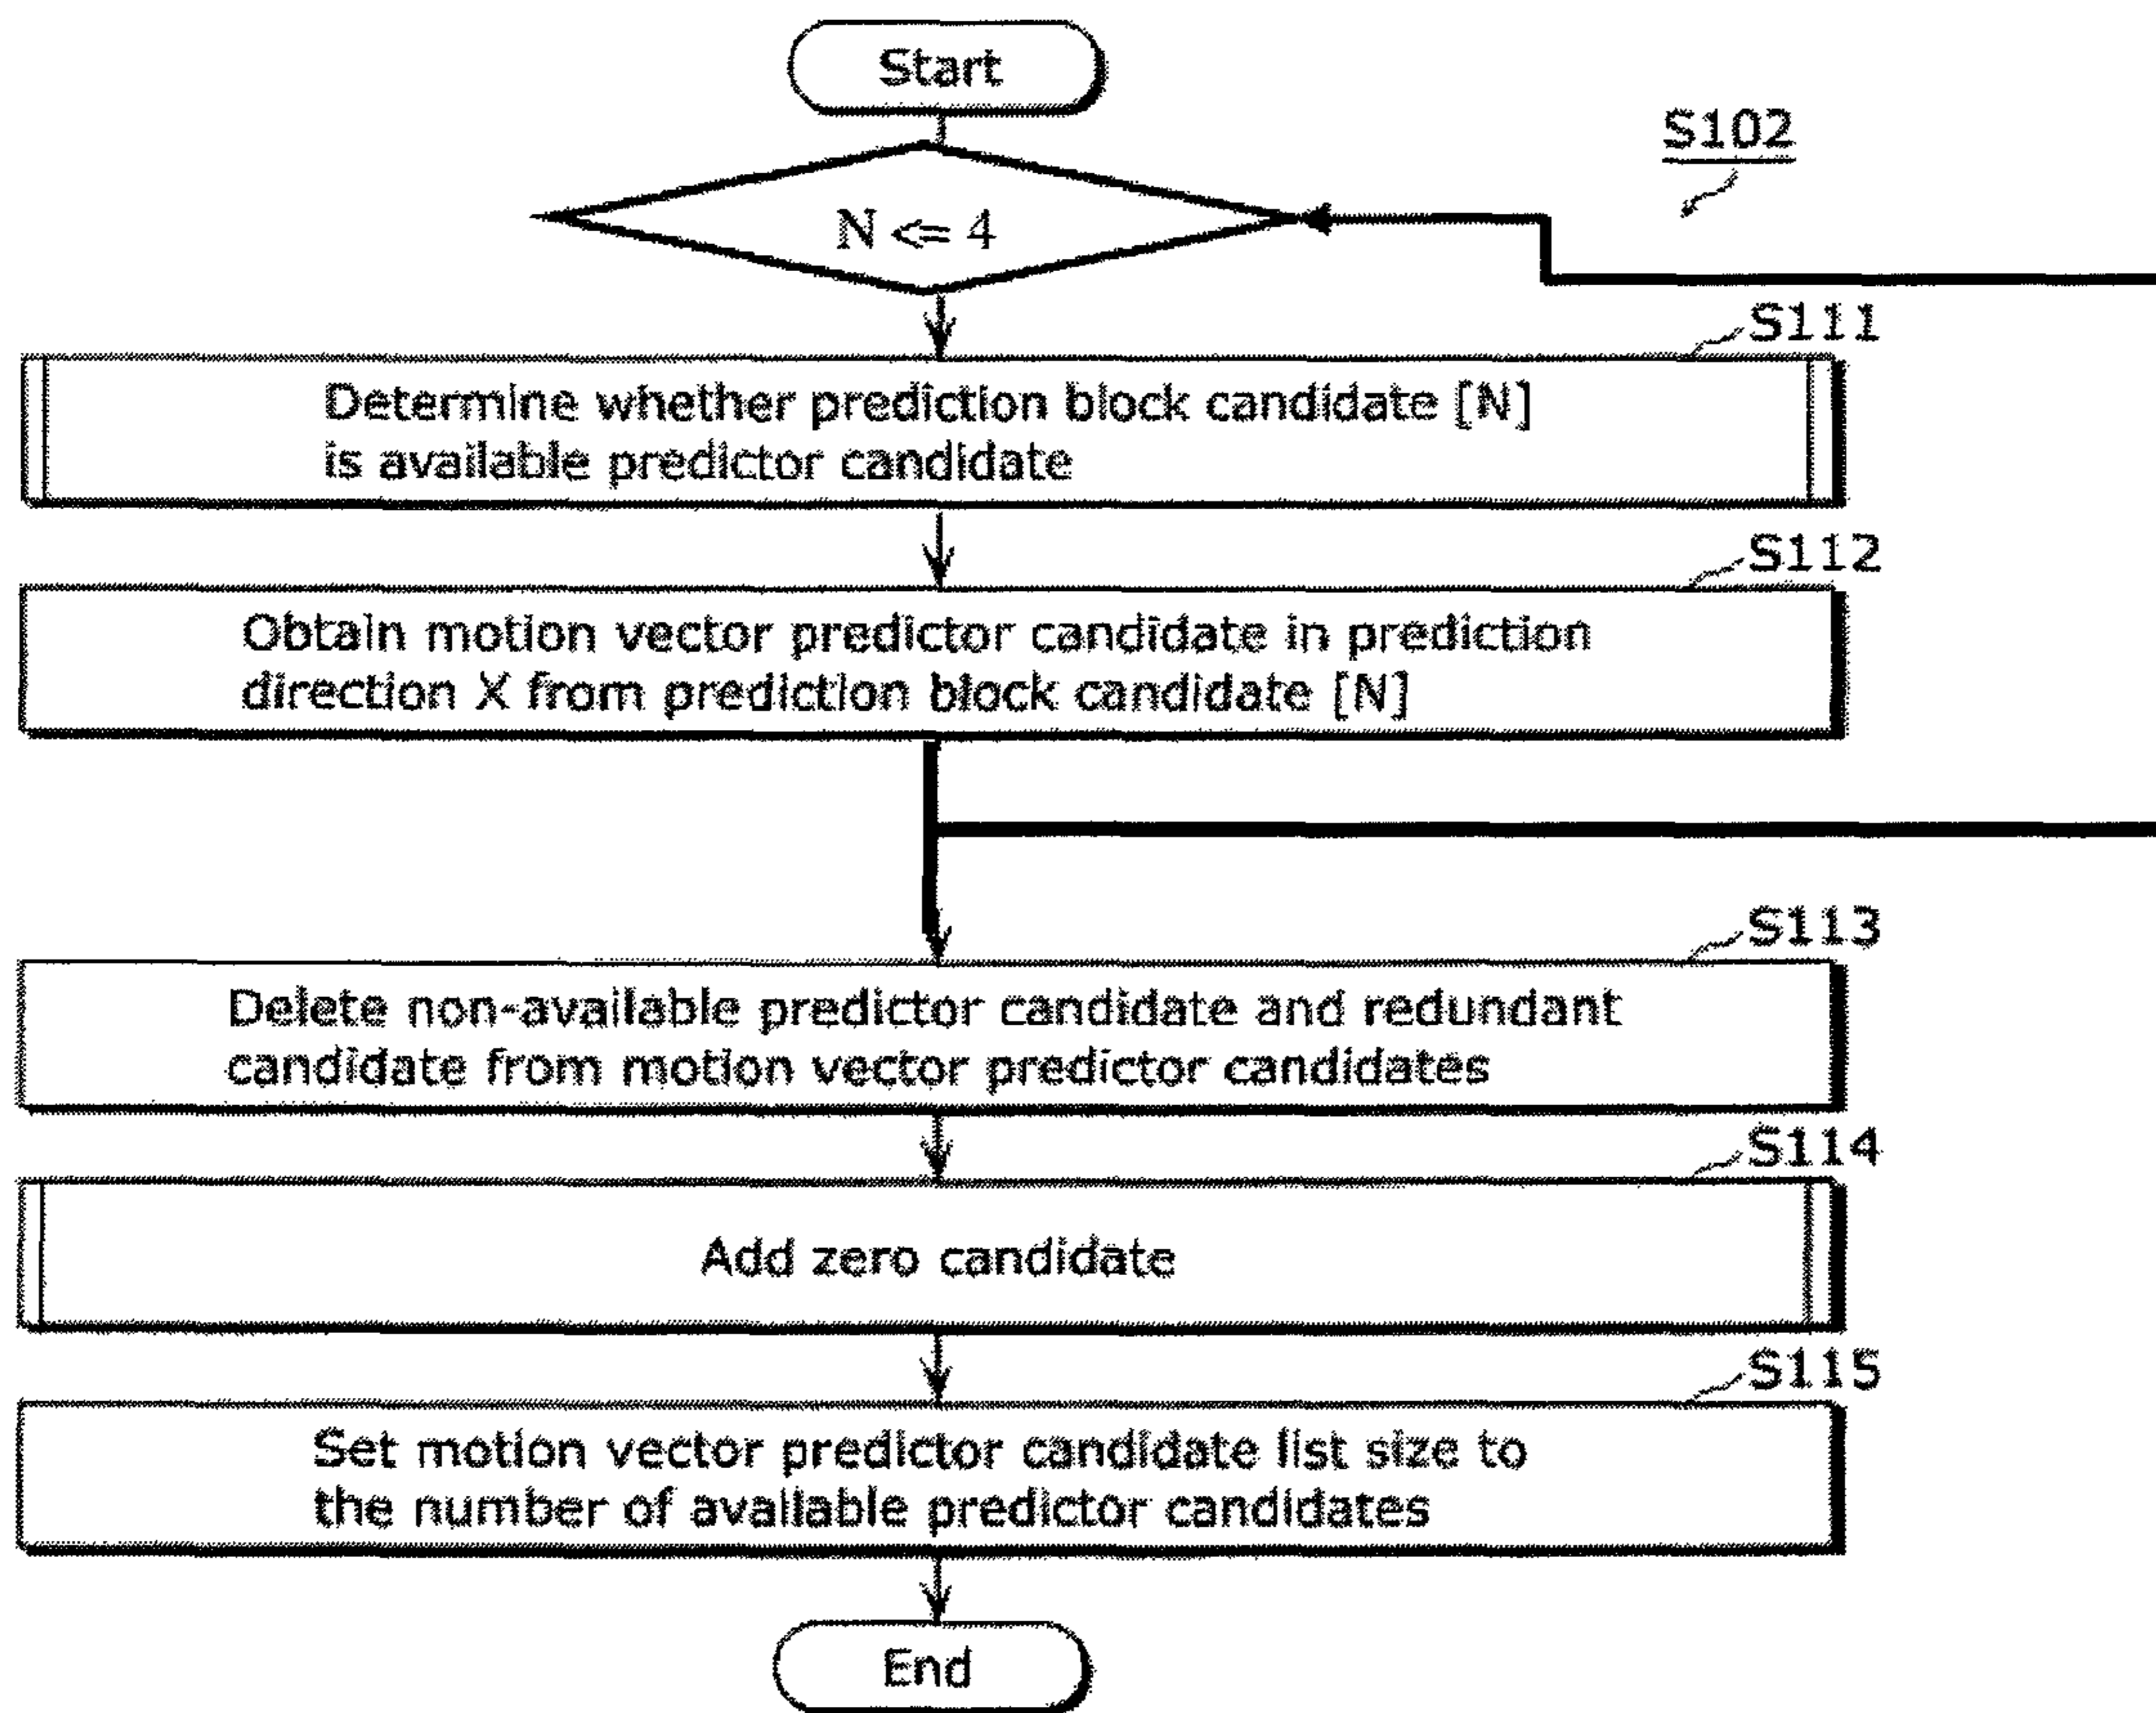 Start
S102
N <= 4
S111
Determine whether prediction block candidate [N]
is available predictor candidate
S112
Obtain motion vector predictor candidate in prediction
direction X from prediction block candidate [N]
S113
Delete non-available predictor candidate and redundant
candidate from motion vector predictor candidates
S114
Add zero candidate
S115
Set motion vector predictor candidate list size to
the number of available predictor candidates
End